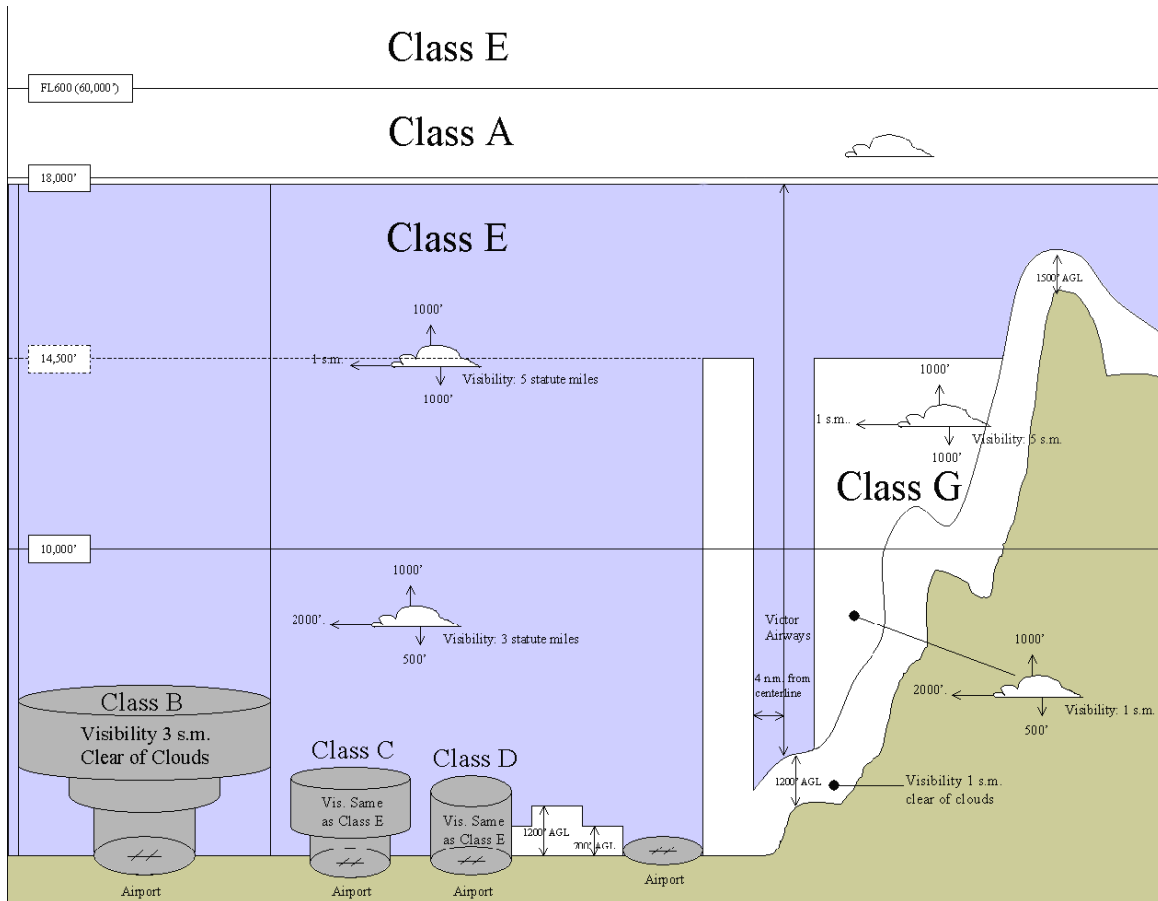 Class E
FL600 (60,000’)
Class A
18,000’
Class E
1500’ AGL
1000’
14,500’
1 s.m.
Visibility: 5 statute miles
1000’
1000’
1 s.m..
Visibility: 5 s.m.
1000’
Class G
10,000’
1000’
2000’.
Visibility: 3 statute miles
500’
Victor
Airways
4 n.m. from
centerline
1000’
2000’.
Visibility: 1 s.m.
500’
Class B
Visibility 3 s.m.
Clear of Clouds
Class C
Vis. Same
as Class E
Class D
Vis. Same
as Class E
1200’ AGL
700’ AGL
1200’ AGL
Visibility 1 s.m.
clear of clouds
Airport
Airport
Airport
Airport